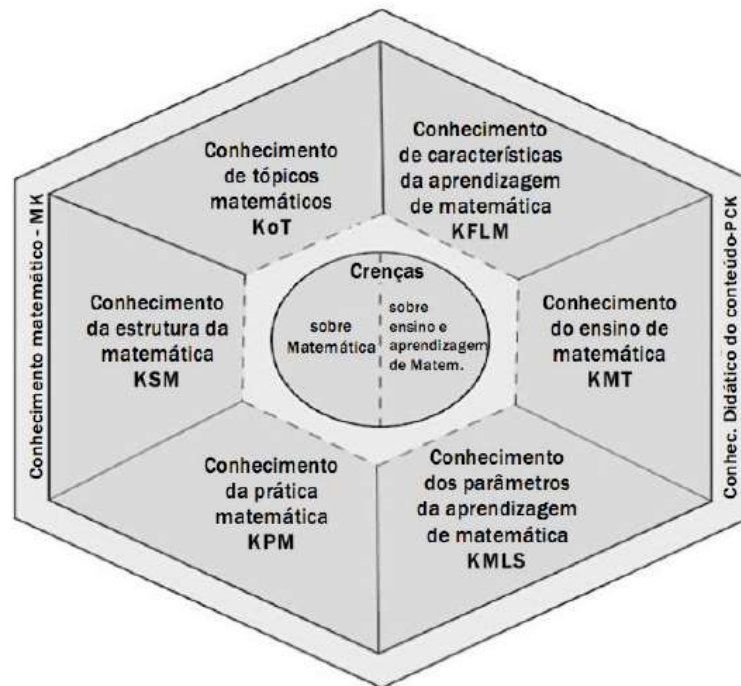 Conhecimento matemático - MK
Conhecimento
de tópicos
matemáticos
KoT
Conhecimento
de características
da aprendizagem
de matemática
KFLM
Conhecimento
da estrutura da
matemática
KSM
Crenças
sobre
Matemática
sobre
ensino e
aprendizagem
de Matem.
Conhecimento
do ensino de
matemática
KMT
Conhecimento
da prática
matemática
KPM
Conhecimento
dos parâmetros
da aprendizagem
de matemática
KMLS
Conhec. Didático do conteúdo-PCK